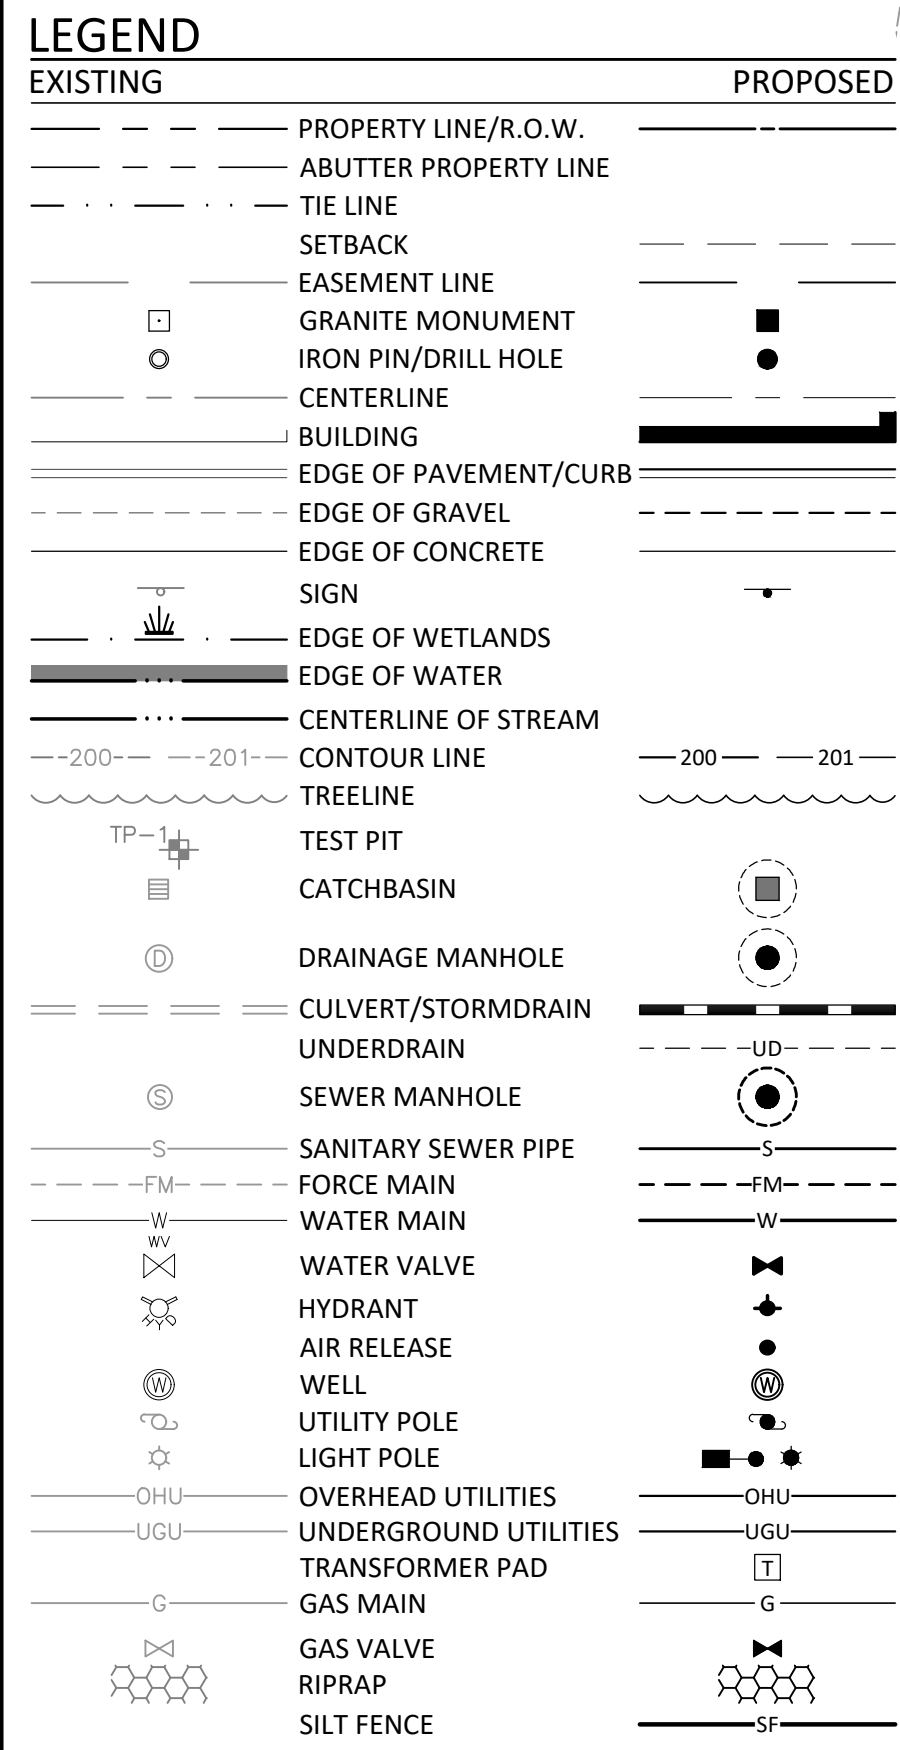 LEGEND
EXISTING PROPOSED
PROPERTY LINE/R.O.W.
ABUTTER PROPERTY LINE
TIE LINE
SETBACK
EASEMENT LINE
GRANITE MONUMENT
IRON PIN/DRILL HOLE
CENTERLINE
BUILDING
EDGE OF PAVEMENT/CURB
EDGE OF GRAVEL
EDGE OF CONCRETE
SIGN
EDGE OF WETLANDS
EDGE OF WATER
CENTERLINE OF STREAM
200 201 CONTOUR LINE 200 201
TREELINE
TP-1 TEST PIT
CATCHBASIN
D DRAINAGE MANHOLE
CULVERT/STORMDRAIN
UNDERDRAIN UD
S SEWER MANHOLE
S SANITARY SEWER PIPE S
FM FORCE MAIN FM
W WATER MAIN W
WV WATER VALVE
HYD HYDRANT
AIR RELEASE
W WELL W
UTILITY POLE
LIGHT POLE
OHU OVERHEAD UTILITIES OHU
UGU UNDERGROUND UTILITIES UGU
TRANSFORMER PAD T
G GAS MAIN G
GAS VALVE
RIPRAP
SILT FENCE SF